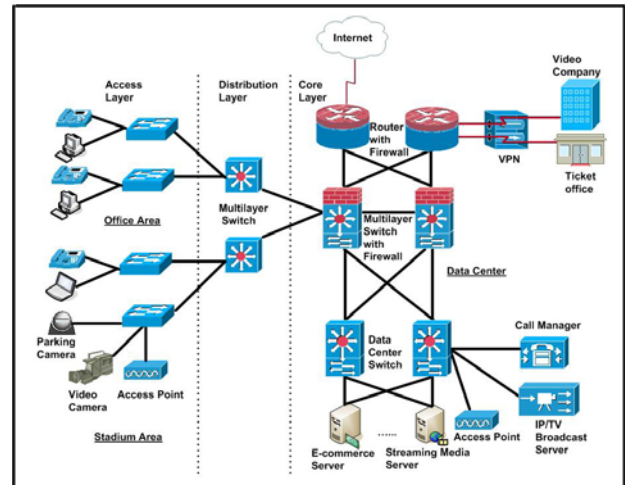 Internet
Access
Layer
Distribution
Layer
Core
Layer
Video
Company
Router
with
Firewall
VPN
Ticket
office
Office Area
Multilayer
Switch
Multilayer
Switch with
Firewall
Data Center
Parking
Camera
Video
Camera
Access Point
Stadium Area
Data
Center
Switch
Call Manager
E-commerce
Server
......
Streaming Media
Server
Access Point
IP/TV
Broadcast
Server